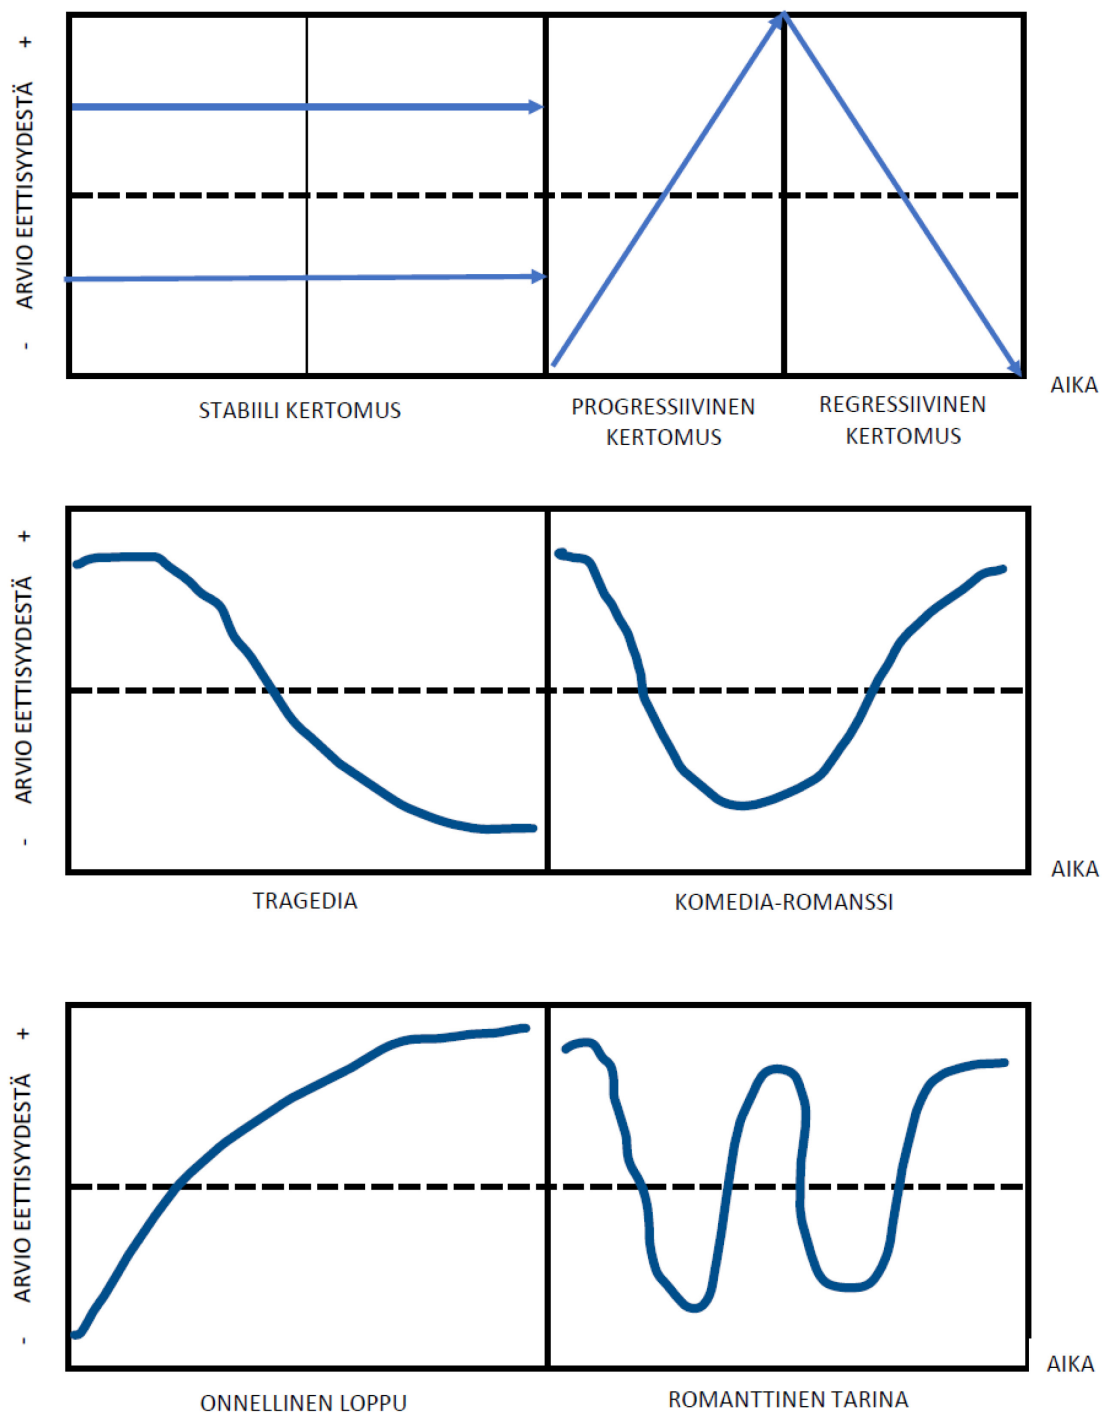 - ARVIO EETTISYYDESTÄ +
AIKA
STABIILI KERTOMUS
PROGRESSIIVINEN
KERTOMUS
REGRESSIIVINEN
KERTOMUS
- ARVIO EETTISYYDESTÄ +
AIKA
TRAGEDIA
KOMEDIA-ROMANSSI
- ARVIO EETTISYYDESTÄ +
AIKA
ONNELLINEN LOPPU
ROMANTTINEN TARINA